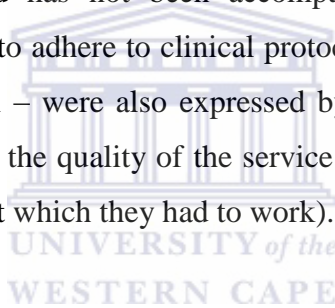 d has not been accomp
to adhere to clinical protoc
– were also expressed by
the quality of the service
t which they had to work).
UNIVERSITY of the
WESTERN CAPE